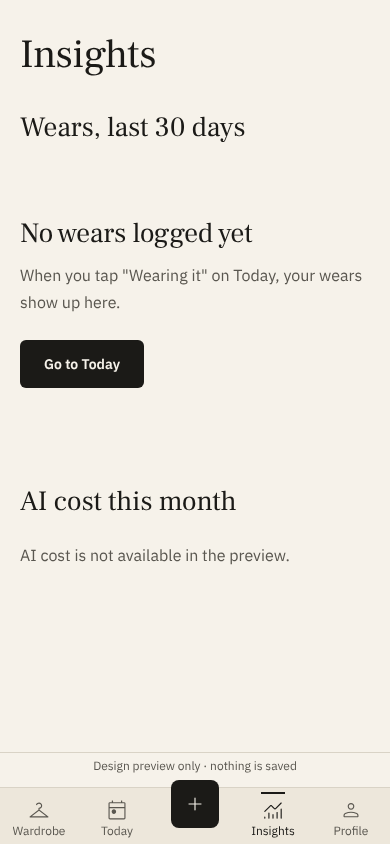 Insights
Wears, last 30 days
No wears logged yet
When you tap "Wearing it" on Today, your wears
show up here.
Go to Today
AI cost this month
AI cost is not available in the preview.
Design preview only · nothing is saved
Wardrobe
Today
Insights
Profile